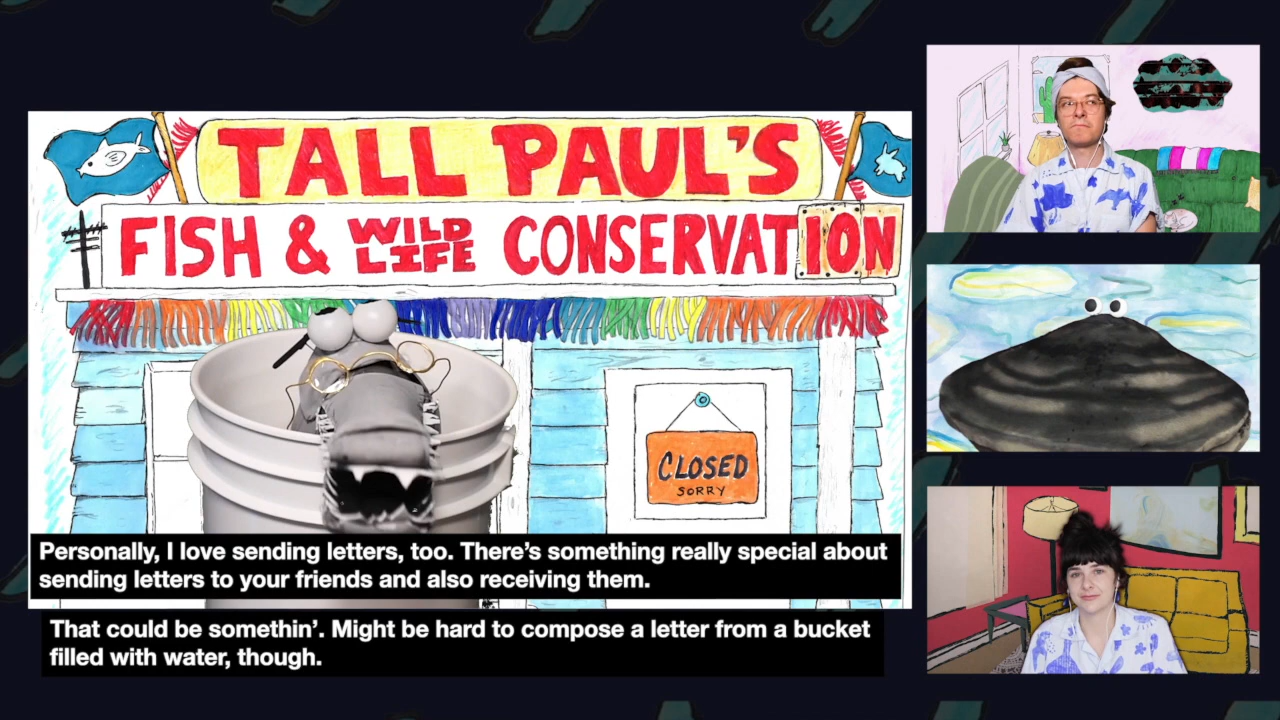 TALL PAUL'S
FISH & WILD LIFE CONSERVATION
CLOSED
SORRY
Personally, I love sending letters, too. There's something really special about
sending letters to your friends and also receiving them.
That could be somethin'. Might be hard to compose a letter from a bucket
filled with water, though.